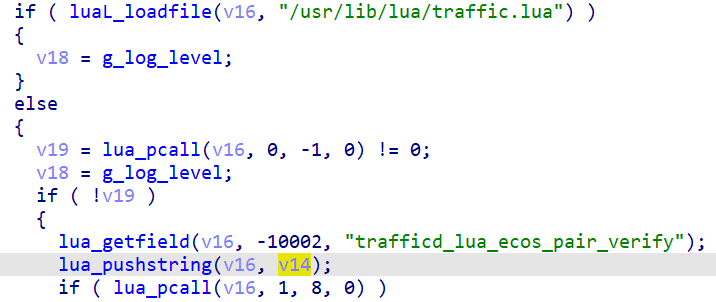 if ( luaL_loadfile(v16, "/usr/lib/lua/traffic.lua") )
{
v18 = g_log_level;
}
else
{
v19 = lua_pcall(v16, 0, -1, 0) != 0;
v18 = g_log_level;
if ( !v19 )
{
lua_getfield(v16, -10002, "trafficd_lua_ecos_pair_verify");
lua_pushstring(v16, v14);
if ( lua_pcall(v16, 1, 8, 0) )